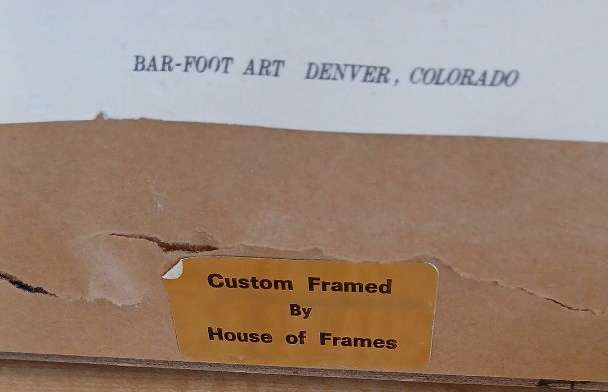 BAR-FOOT ART DENVER, COLORADO
Custom Framed
By
House of Frames